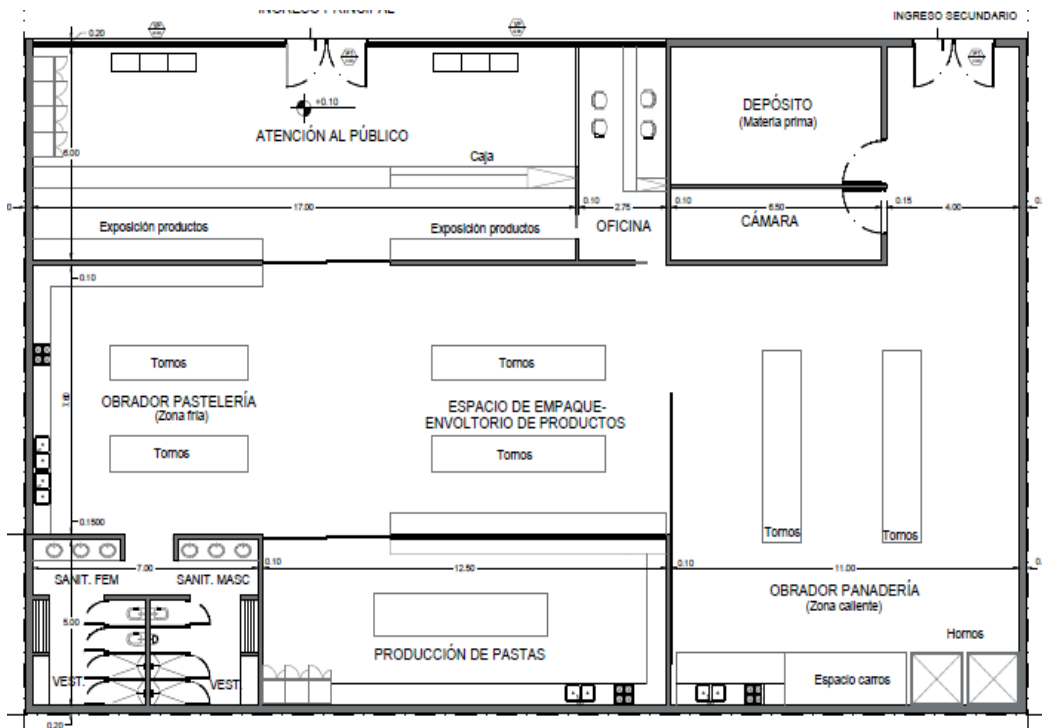 INGRESO PRINCIPAL
INGRESO SECUNDARIO
0.20
+0.10
ATENCIÓN AL PÚBLICO
DEPÓSITO
(Materia prima)
6.00
Caja
17.00
0.10
2.75
0.10
6.50
0.15
4.00
Exposición productos
Exposición productos
OFICINA
CÁMARA
0.10
Tornos
Tornos
OBRADOR PASTELERÍA
(Zona fria)
ESPACIO DE EMPAQUE-
ENVOLTORIO DE PRODUCTOS
Tornos
Tornos
0.1500
Tornos
Tornos
7.00
0.10
12.50
0.10
11.00
SANIT. FEM
SANIT. MASC
OBRADOR PANADERÍA
(Zona caliente)
5.00
Hornos
PRODUCCIÓN DE PASTAS
VEST.
VEST.
Espacio carros
0.20